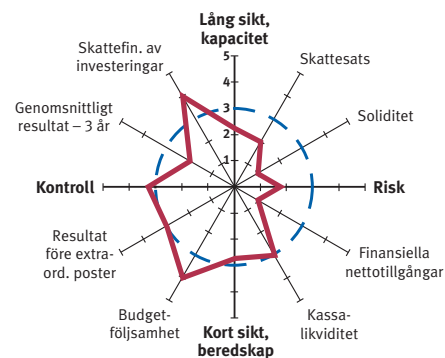 Lång sikt,
kapacitet
Skattefin. av
investeringar
Skattesats
Genomsnittligt
resultat – 3 år
Soliditet
5
4
3
2
1
Kontroll
Risk
Resultat
före extra-
ord. poster
Finansiella
nettotillgångar
Budget-
följsamhet
Kassa-
likviditet
Kort sikt,
beredskap